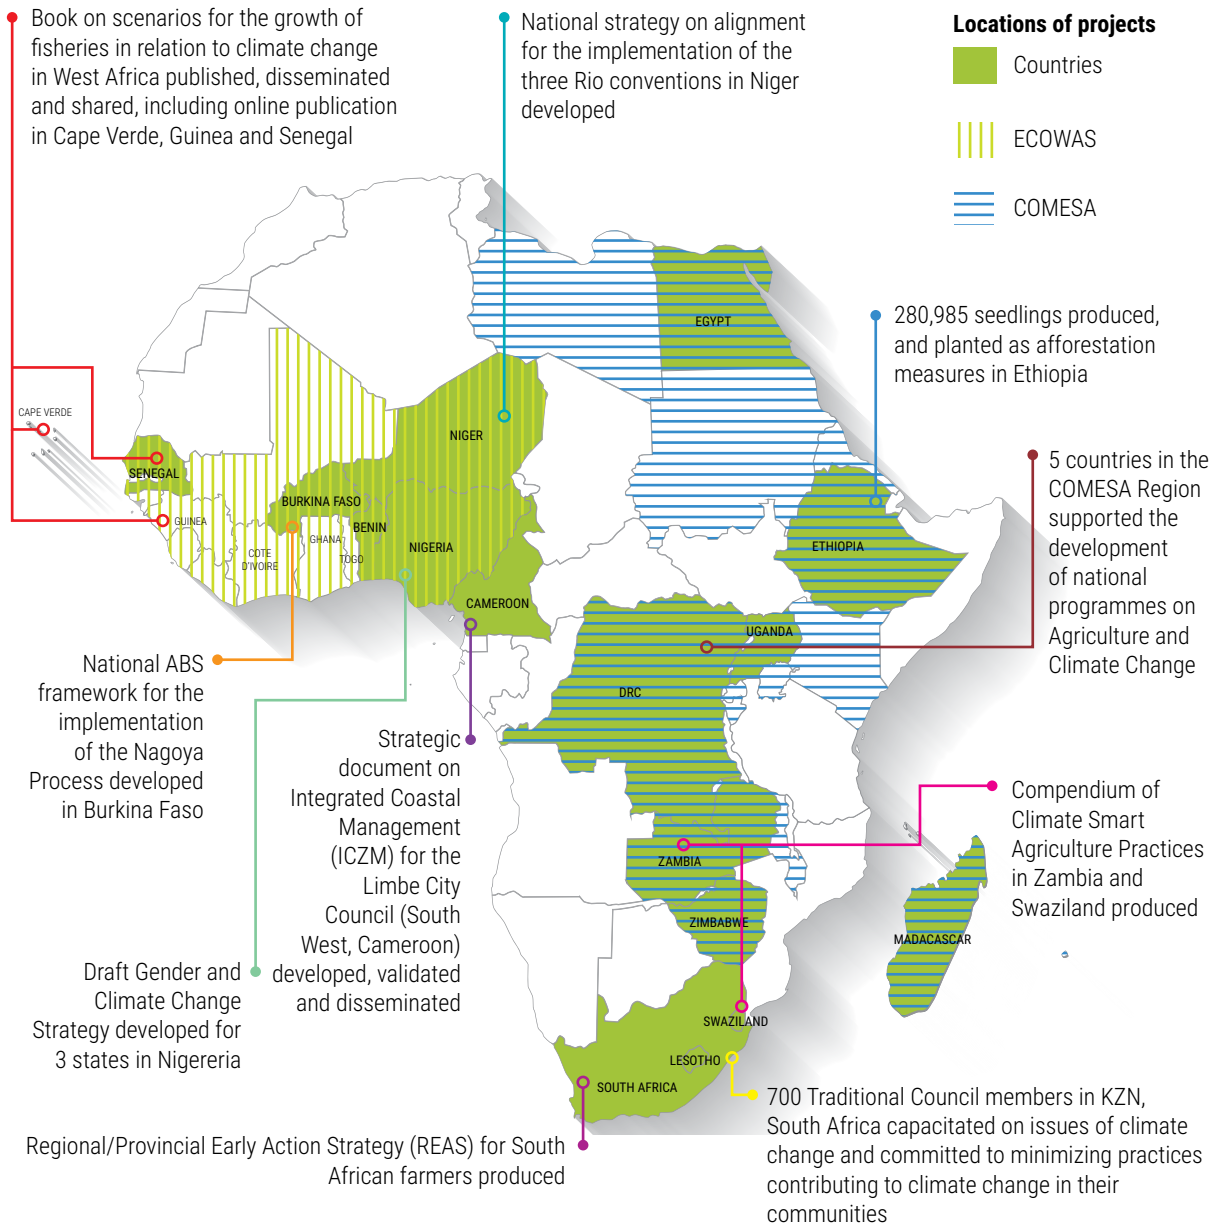 Book on scenarios for the growth of
fisheries in relation to climate change
in West Africa published, disseminated
and shared, including online publication
in Cape Verde, Guinea and Senegal
National strategy on alignment
for the implementation of the
three Rio conventions in Niger
developed
Locations of projects
Countries
ECOWAS
COMESA
280,985 seedlings produced,
and planted as afforestation
measures in Ethiopia
5 countries in the
COMESA Region
supported the
development
of national
programmes on
Agriculture and
Climate Change
EGYPT
CAPE VERDE
NIGER
SENEGAL
BURKINA FASO
GUINEA
BENIN
GHANA
NIGERIA
COTE
D'IVOIRE
TOGO
ETHIOPIA
CAMEROON
UGANDA
DRC
ZAMBIA
ZIMBABWE
MADACASCAR
SWAZILAND
LESOTHO
SOUTH AFRICA
National ABS
framework for the
implementation
of the Nagoya
Process developed
in Burkina Faso
Strategic
document on
Integrated Coastal
Management
(ICZM) for the
Limbe City
Council (South
West, Cameroon)
developed, validated
and disseminated
Compendium of
Climate Smart
Agriculture Practices
in Zambia and
Swaziland produced
Draft Gender and
Climate Change
Strategy developed for
3 states in Nigereria
Regional/Provincial Early Action Strategy (REAS) for South
African farmers produced
700 Traditional Council members in KZN,
South Africa capacitated on issues of climate
change and committed to minimizing practices
contributing to climate change in their
communities